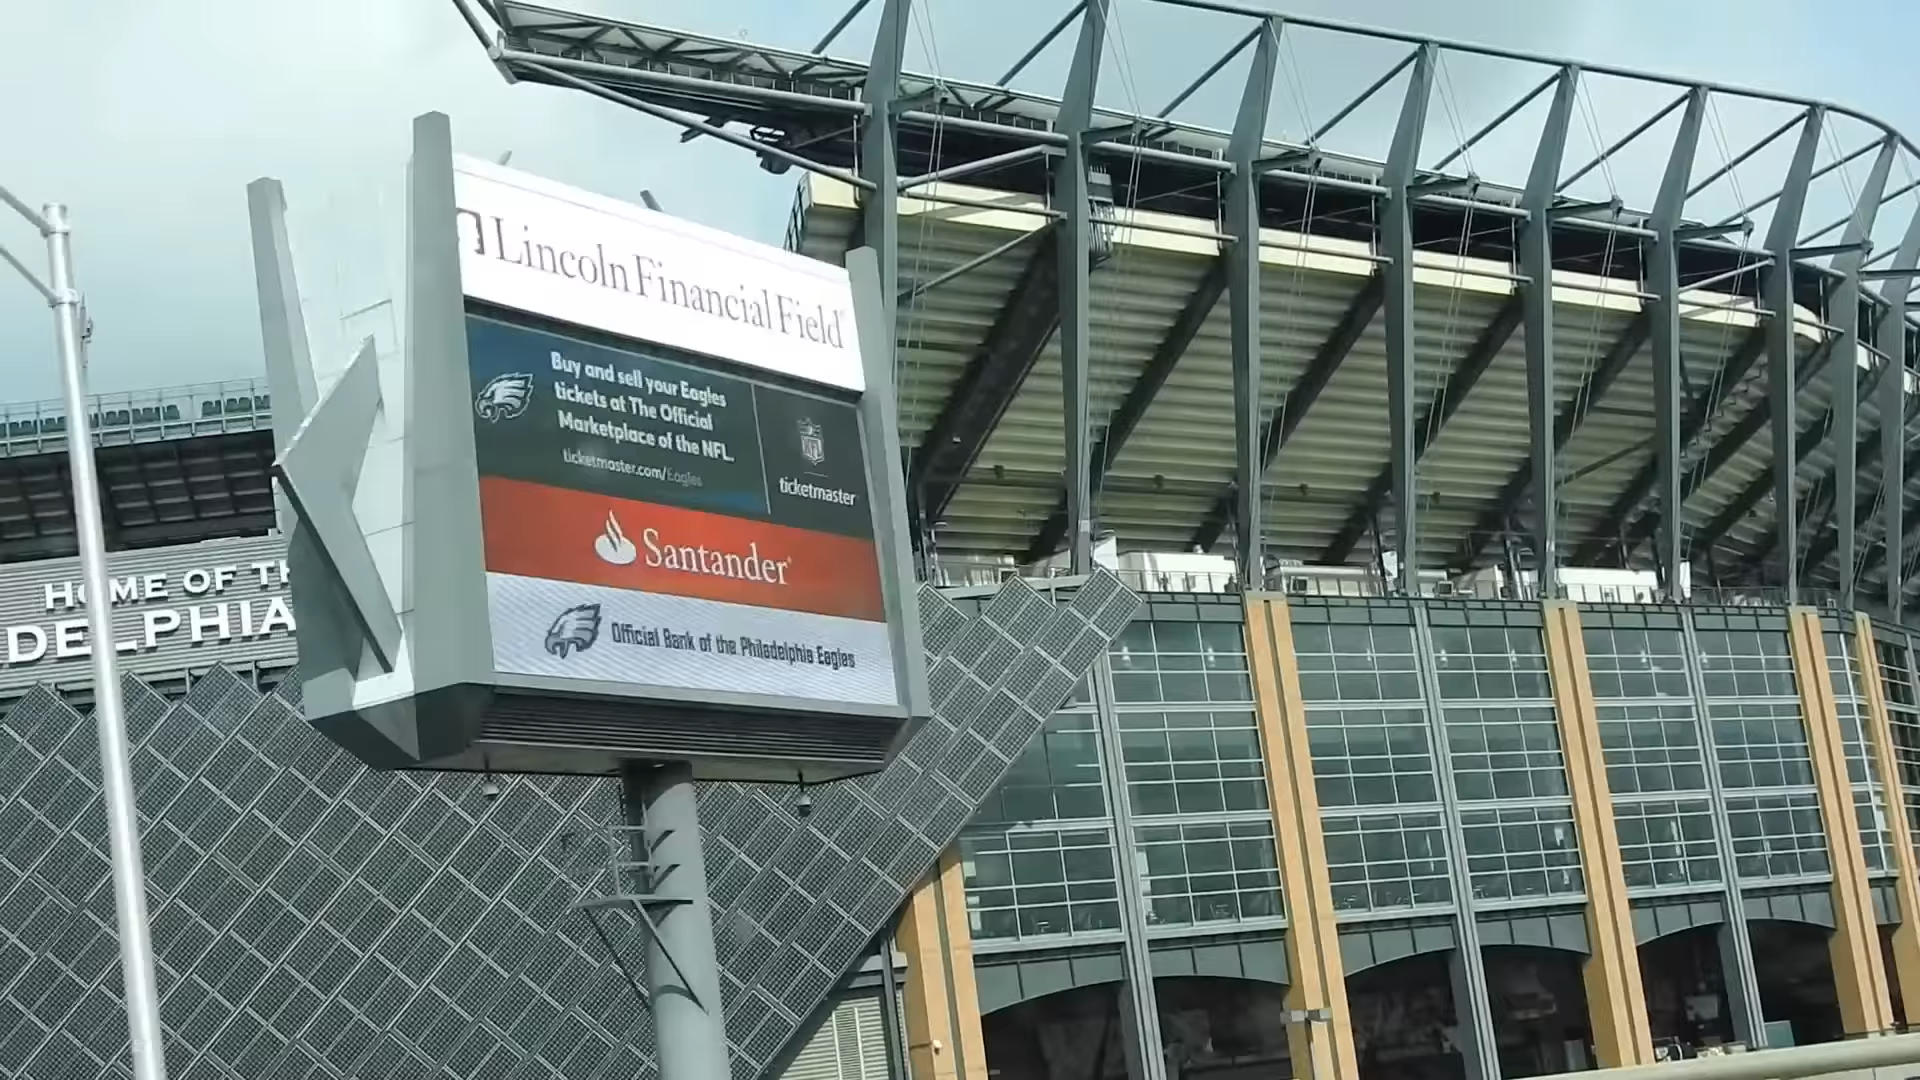 Lincoln Financial Field
Buy and sell your Eagles
tickets at The Official
Marketplace of the NFL.
ticketmaster.com/Eagles
NFL
ticketmaster
Santander
Official Bank of the Philadelphia Eagles
HOME OF TH
DELPHIA